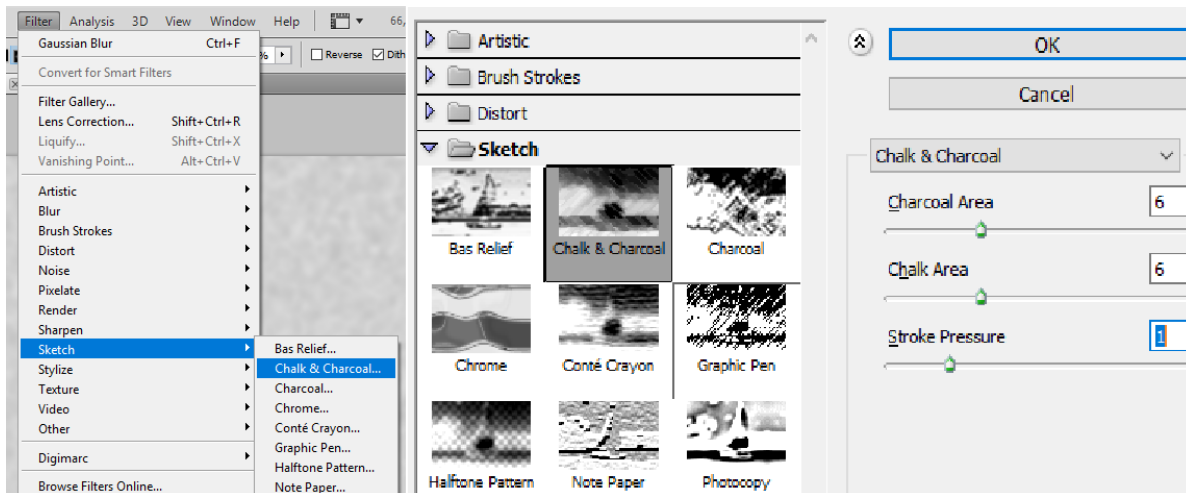 Filter Analysis 3D View Window Help 66,
Gaussian Blur Ctrl+F
% Reverse Dith
Convert for Smart Filters
Filter Gallery...
Lens Correction... Shift+Ctrl+R
Liquify... Shift+Ctrl+X
Vanishing Point... Alt+Ctrl+V
Artistic
Blur
Brush Strokes
Distort
Noise
Pixelate
Render
Sharpen
Sketch
Stylize
Texture
Video
Other
Digimarc
Browse Filters Online...
Bas Relief...
Chalk & Charcoal...
Charcoal...
Chrome...
Conté Crayon...
Graphic Pen...
Halftone Pattern...
Note Paper...
Artistic
Brush Strokes
Distort
Sketch
Bas Relief Chalk & Charcoal Charcoal
Chrome Conté Crayon Graphic Pen
Halftone Pattern Note Paper Photocopy
OK
Cancel
Chalk & Charcoal
Charcoal Area 6
Chalk Area 6
Stroke Pressure 1